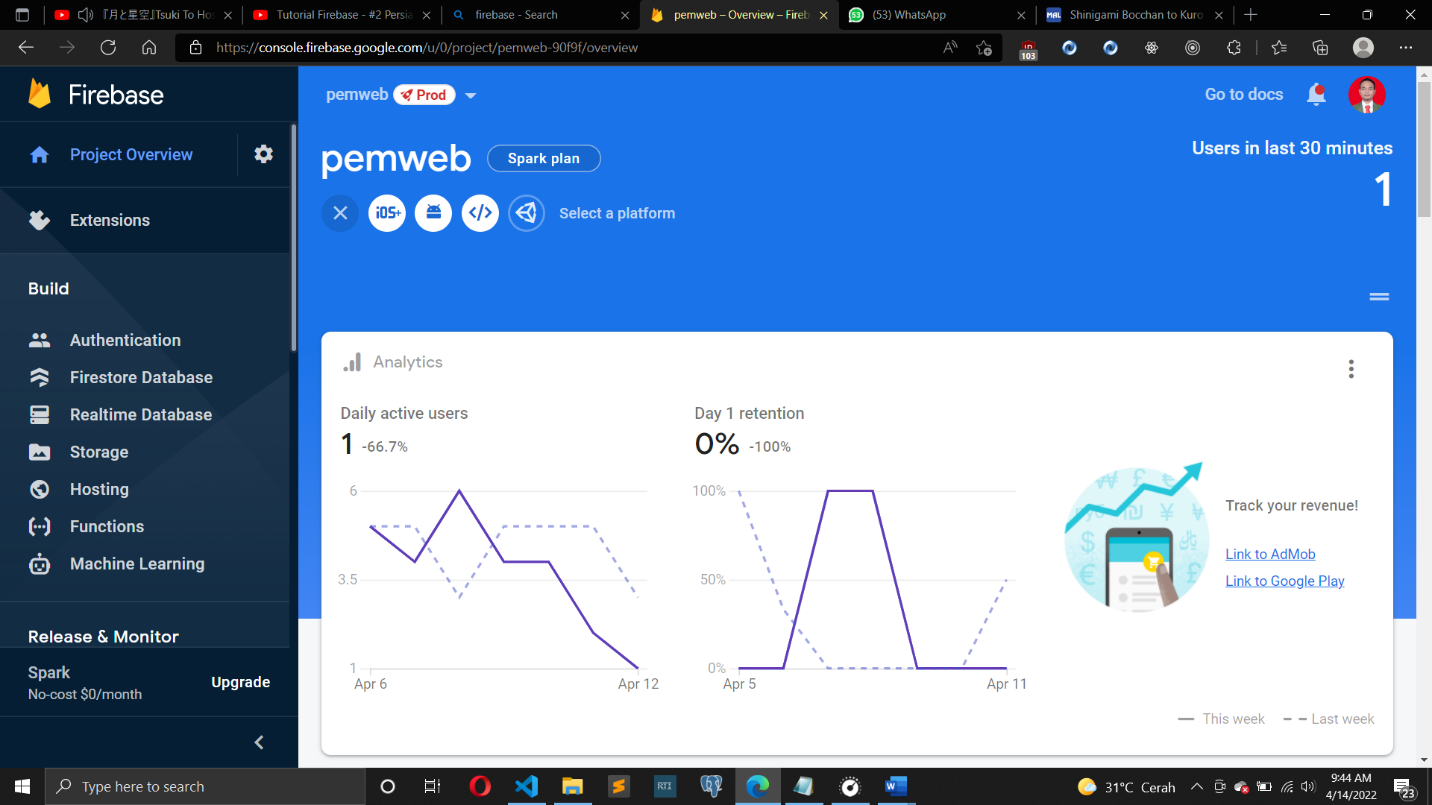 『月と星空』Tsuki To Hos
Tutorial Firebase - #2 Persia
firebase - Search
pemweb – Overview – Fireb
(53) WhatsApp
MAL Shinigami Bocchan to Kuro
https://console.firebase.google.com/u/0/project/pemweb-90f9f/overview
103
Firebase
pemweb Prod
Go to docs
Project Overview
pemweb Spark plan
Users in last 30 minutes
1
iOS+ </> Select a platform
Extensions
Build
Authentication
Firestore Database
Realtime Database
Storage
Hosting
Functions
Machine Learning
Release & Monitor
Spark
No-cost $0/month
Upgrade
Analytics
Daily active users
1 -66.7%
6
3.5
1
Apr 6 Apr 12
Day 1 retention
0% -100%
100%
50%
0%
Apr 5 Apr 11
Track your revenue!
Link to AdMob
Link to Google Play
This week Last week
Type here to search
RTI
31°C Cerah
9:44 AM
4/14/2022
23